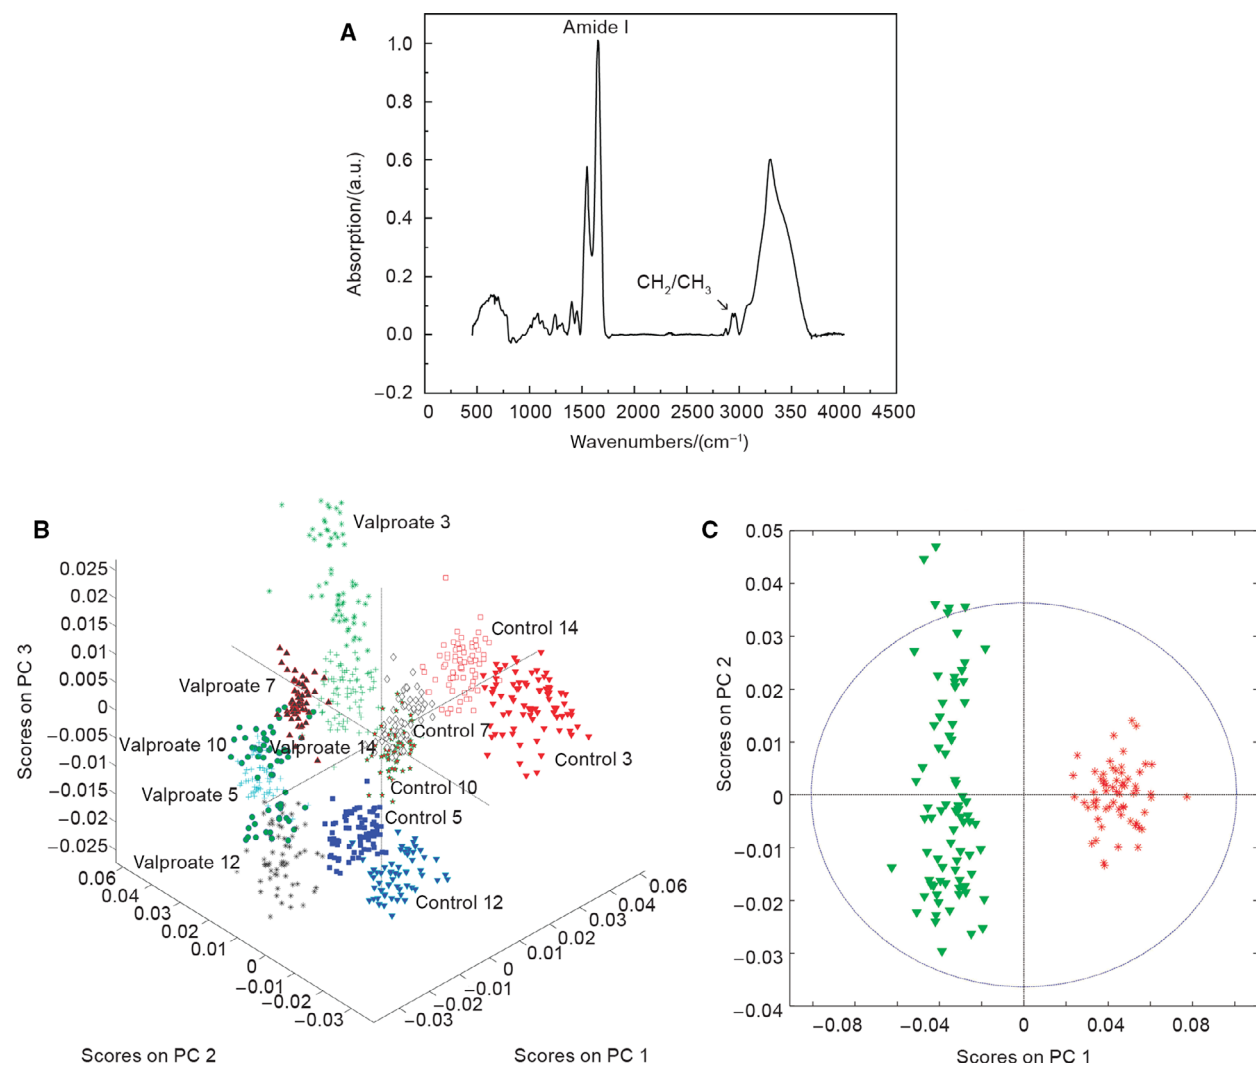 A
Amide I
1.0
0.8
0.6
0.4
0.2
0.0
−0.2
Absorption/(a.u.)
CH₂/CH₃
0 500 1000 1500 2000 2500 3000 350 4000 4500
Wavenumbers/(cm⁻¹)
B
Valproate 3
Control 14
Valproate 7
Control 7
Valproate 10
Valproate 14
Control 3
Valproate 5
Control 10
Control 5
Valproate 12
Control 12
Scores on PC 3
0.025
0.02
0.015
0.01
0.005
0
−0.005
−0.01
−0.015
−0.02
−0.025
0.06
0.04
0.03
0.02
0.01
0
−0.01
−0.02
−0.03
Scores on PC 2
−0.03
−0.02
−0.01
0
0.01
0.02
0.03
0.04
0.06
Scores on PC 1
C
0.05
0.04
0.03
0.02
0.01
0
−0.01
−0.02
−0.03
−0.04
Scores on PC 2
−0.08 −0.04 0 0.04 0.08
Scores on PC 1